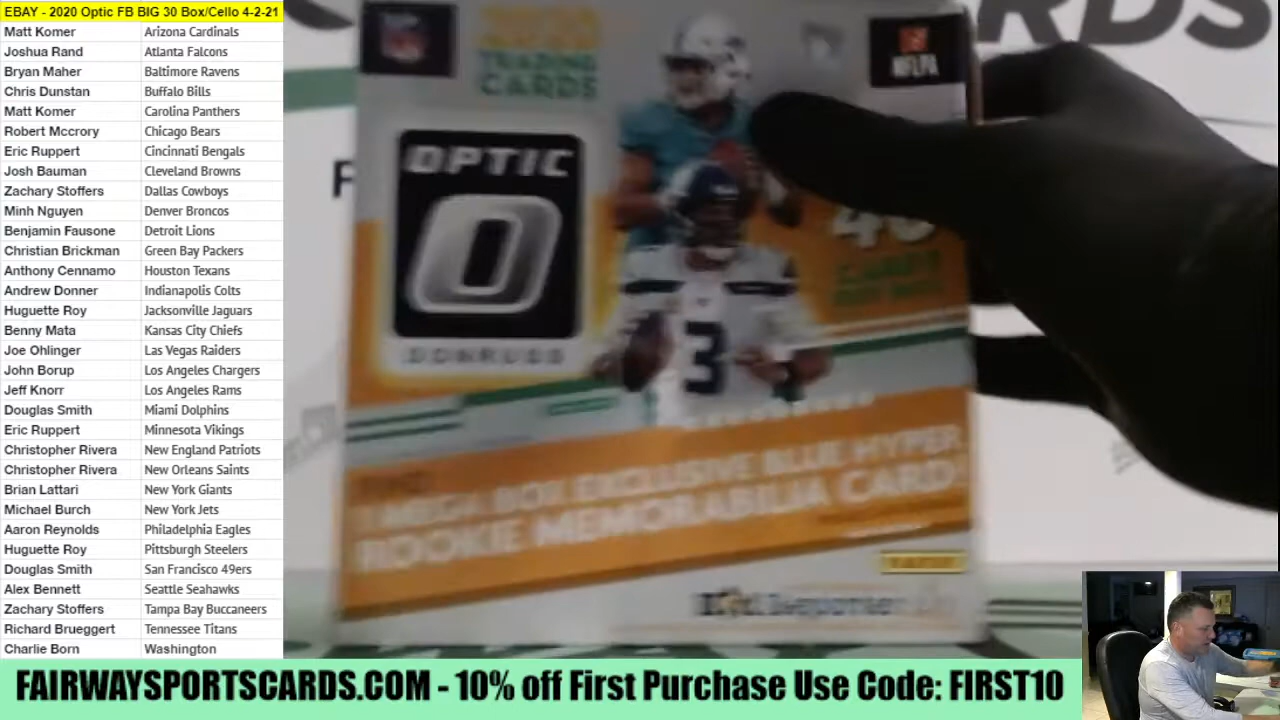 EBAY - 2020 Optic FB BIG 30 Box/Cello 4-2-21
Matt Komer Arizona Cardinals
Joshua Rand Atlanta Falcons
Bryan Maher Baltimore Ravens
Chris Dunstan Buffalo Bills
Matt Komer Carolina Panthers
Robert Mccrory Chicago Bears
Eric Ruppert Cincinnati Bengals
Josh Bauman Cleveland Browns
Zachary Stoffers Dallas Cowboys
Minh Nguyen Denver Broncos
Benjamin Fausone Detroit Lions
Christian Brickman Green Bay Packers
Anthony Cennamo Houston Texans
Andrew Donner Indianapolis Colts
Huguette Roy Jacksonville Jaguars
Benny Mata Kansas City Chiefs
Joe Ohlinger Las Vegas Raiders
John Borup Los Angeles Chargers
Jeff Knorr Los Angeles Rams
Douglas Smith Miami Dolphins
Eric Ruppert Minnesota Vikings
Christopher Rivera New England Patriots
Christopher Rivera New Orleans Saints
Brian Lattari New York Giants
Michael Burch New York Jets
Aaron Reynolds Philadelphia Eagles
Huguette Roy Pittsburgh Steelers
Douglas Smith San Francisco 49ers
Alex Bennett Seattle Seahawks
Zachary Stoffers Tampa Bay Buccaneers
Richard Brueggert Tennessee Titans
Charlie Born Washington
2020
TRADING
CARDS
NFLPA
OPTIC
O
DONRUSS
3
CARDS
MEGA BOX EXCLUSIVE BLUE HYPER
ROOKIE MEMORABILIA CARD!
PANINI
FAIRWAYSPORTSCARDS.COM - 10% off First Purchase Use Code: FIRST10